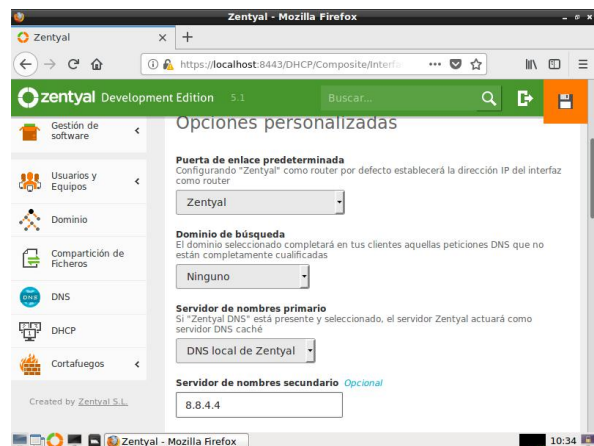 Zentyal - Mozilla Firefox
Zentyal
https://localhost:8443/DHCP/Composite/Interfa
zentyal Development Edition 5.1
Buscar...
Gestión de
software
Usuarios y
Equipos
Dominio
Compartición de
Ficheros
DNS
DNS
DHCP
Cortafuegos
Created by Zentyal S.L.
Opciones personalizadas
Puerta de enlace predeterminada
Configurando "Zentyal" como router por defecto establecerá la dirección IP del interfaz
como router
Zentyal
Dominio de búsqueda
El dominio seleccionado completará en tus clientes aquellas peticiones DNS que no
están completamente cualificadas
Ninguno
Servidor de nombres primario
Si "Zentyal DNS" está presente y seleccionado, el servidor Zentyal actuará como
servidor DNS caché
DNS local de Zentyal
Servidor de nombres secundario Opcional
8.8.4.4
Zentyal - Mozilla Firefox
10:34